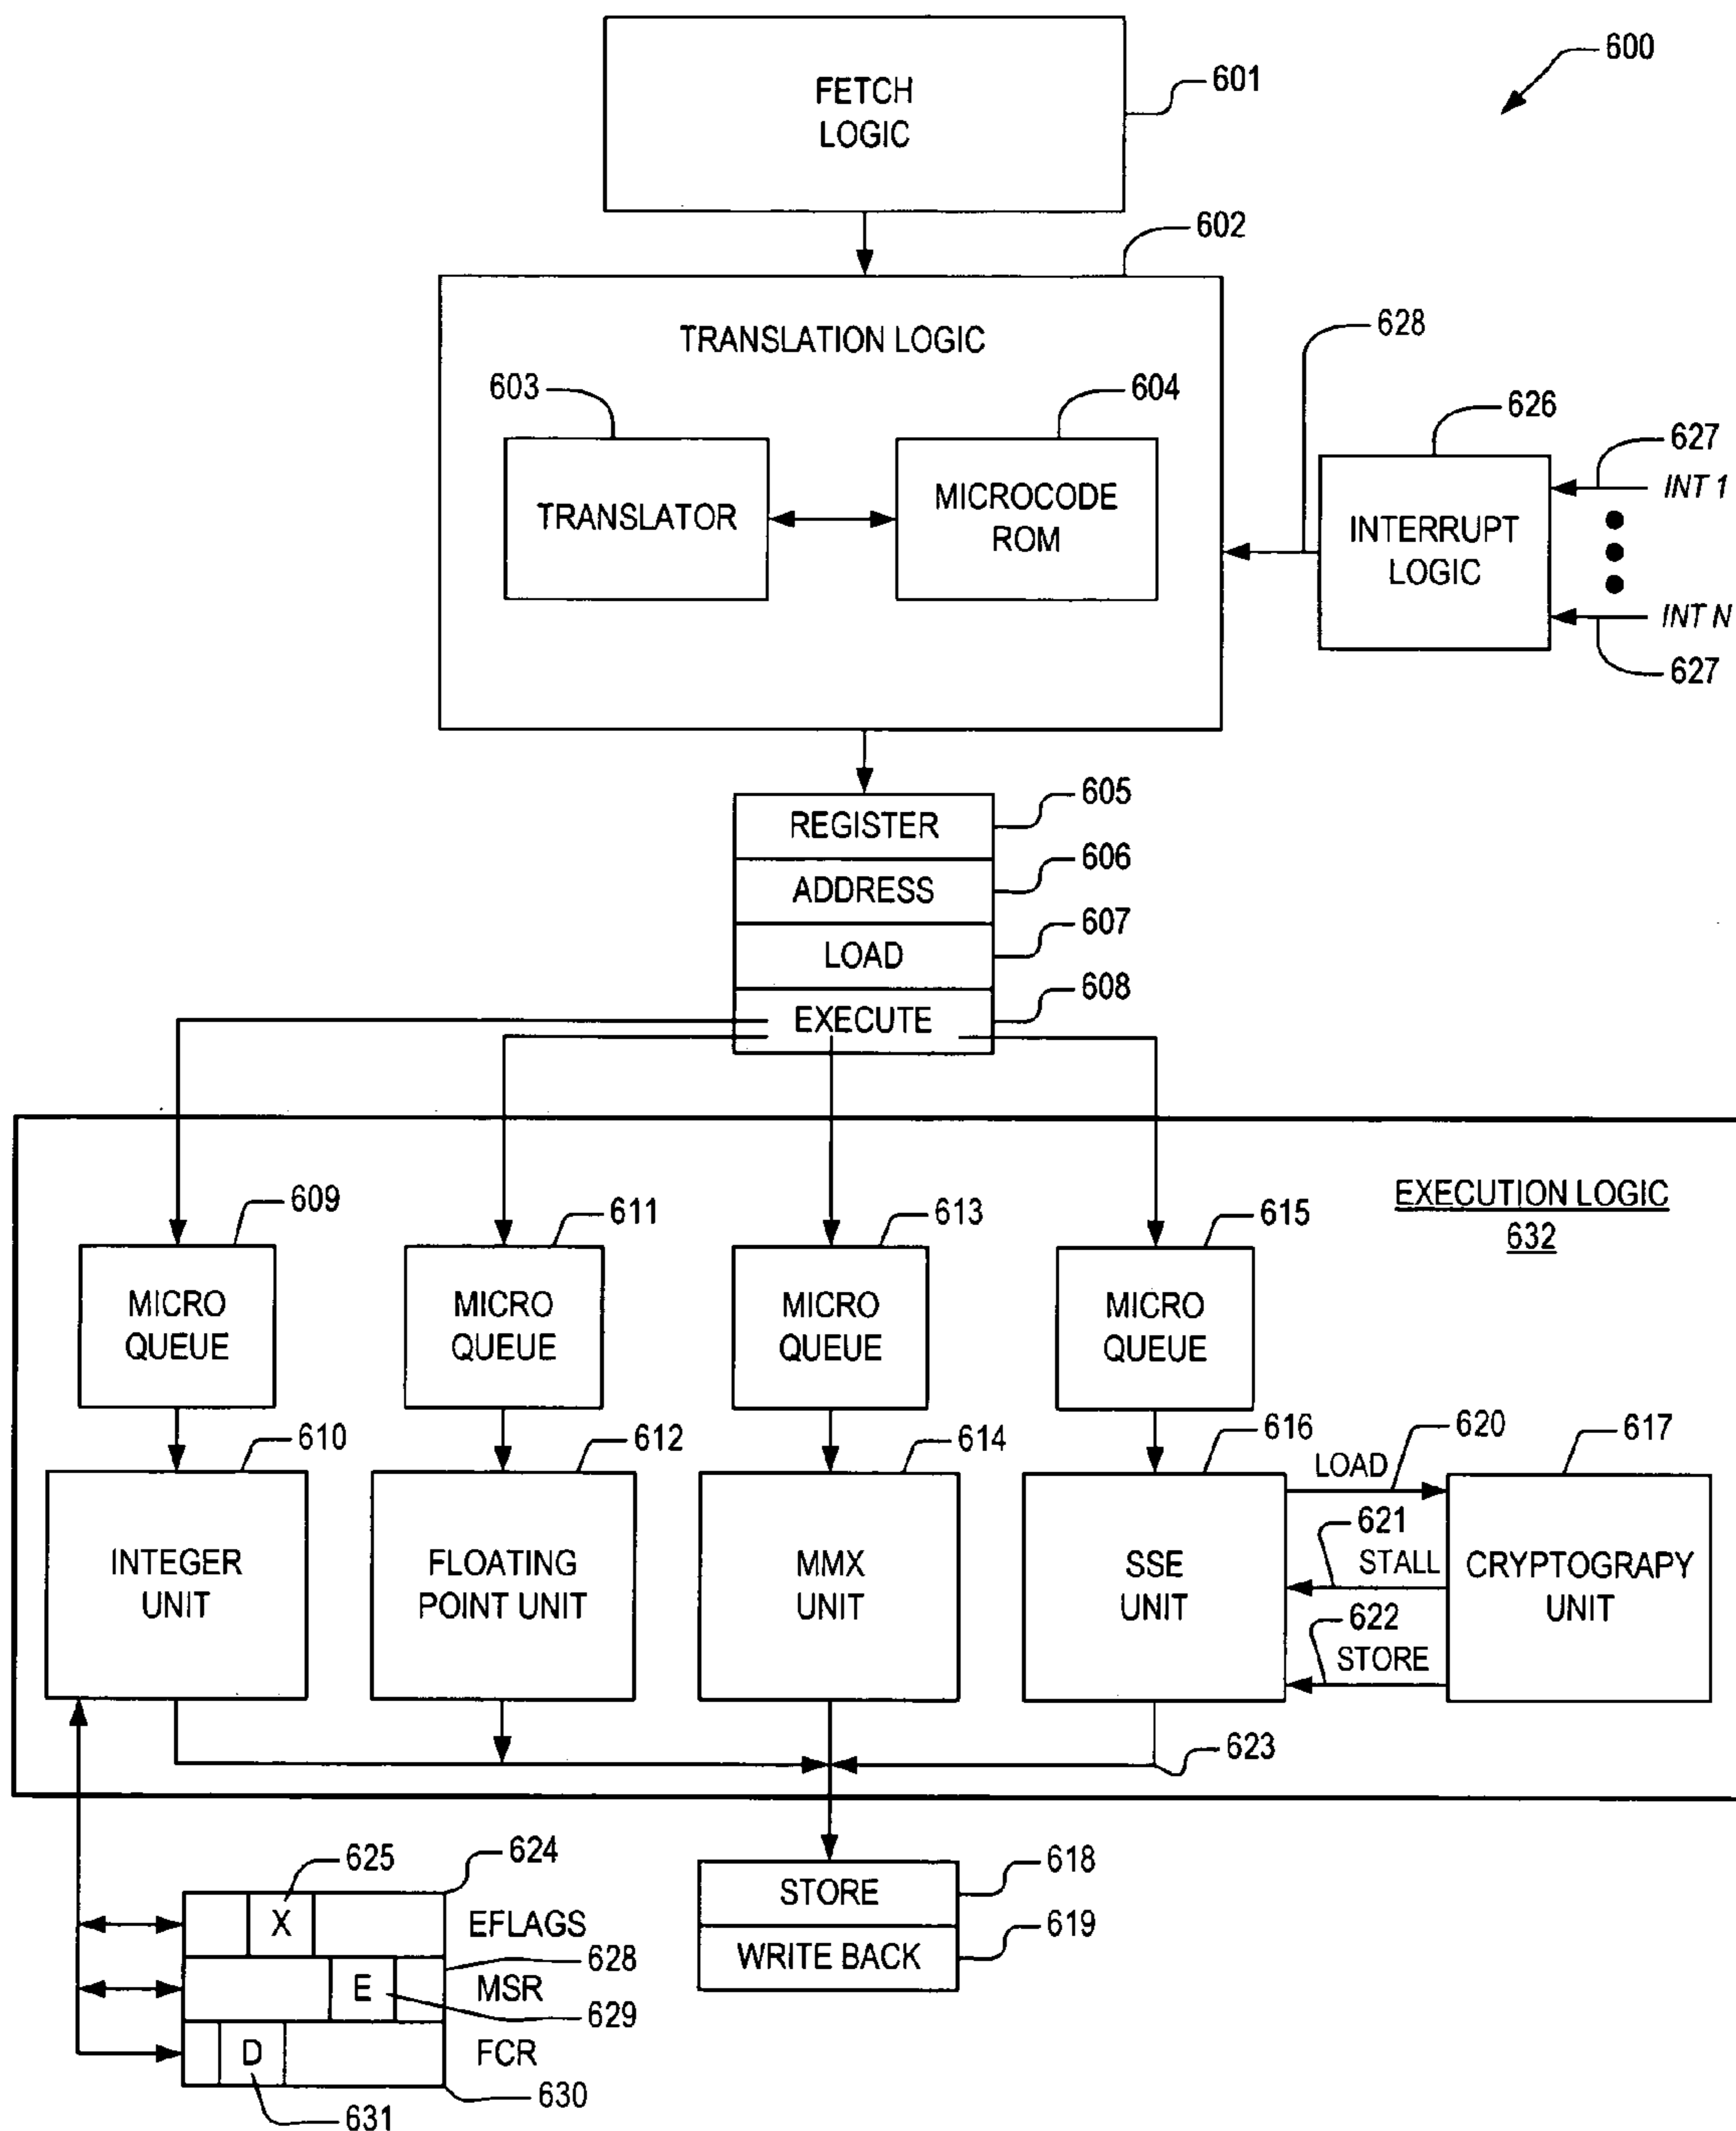 600
601
FETCH
LOGIC
602
TRANSLATION LOGIC
628
603
604
626
627
INT 1
TRANSLATOR
MICROCODE
ROM
INTERRUPT
LOGIC
INT N
627
REGISTER
605
ADDRESS
606
LOAD
607
EXECUTE
608
EXECUTION LOGIC
632
609
611
613
615
MICRO
QUEUE
MICRO
QUEUE
MICRO
QUEUE
MICRO
QUEUE
610
612
614
616
620
617
LOAD
621
STALL
622
STORE
INTEGER
UNIT
FLOATING
POINT UNIT
MMX
UNIT
SSE
UNIT
CRYPTOGRAPY
UNIT
623
625
624
X
EFLAGS
628
E
MSR
629
D
FCR
630
631
STORE
618
WRITE BACK
619